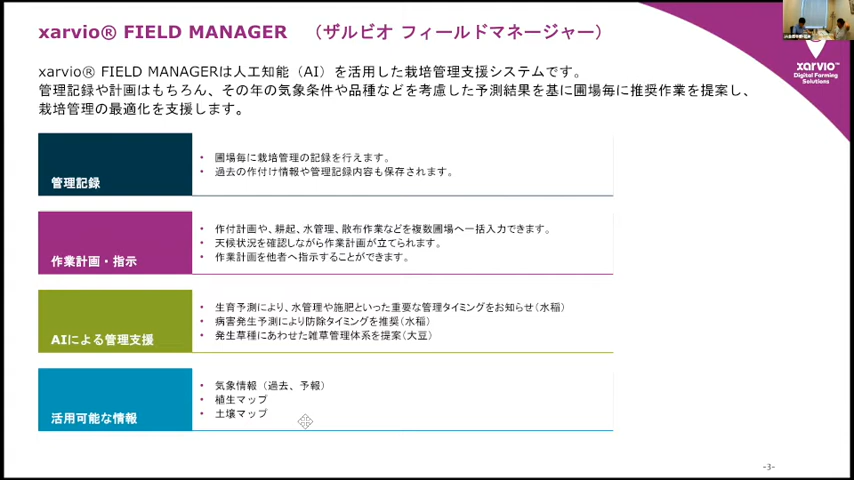 xarvio® FIELD MANAGER （ザルビオ フィールドマネージャー）
xarvio
Digital Farming
Solutions
xarvio® FIELD MANAGERは人工知能（AI）を活用した栽培管理支援システムです。
管理記録や計画はもちろん、その年の気象条件や品種などを考慮した予測結果を基に圃場毎に推奨作業を提案し、
栽培管理の最適化を支援します。
管理記録
• 圃場毎に栽培管理の記録を行えます。
• 過去の作付け情報や管理記録内容も保存されます。
作業計画・指示
• 作付計画や、耕起、水管理、散布作業などを複数圃場へ一括入力できます。
• 天候状況を確認しながら作業計画が立てられます。
• 作業計画を他者へ指示することができます。
AIによる管理支援
• 生育予測により、水管理や施肥といった重要な管理タイミングをお知らせ（水稲）
• 病害発生予測により防除タイミングを推奨（水稲）
• 発生草種にあわせた雑草管理体系を提案（大豆）
活用可能な情報
• 気象情報（過去、予報）
• 植生マップ
• 土壌マップ
-3-